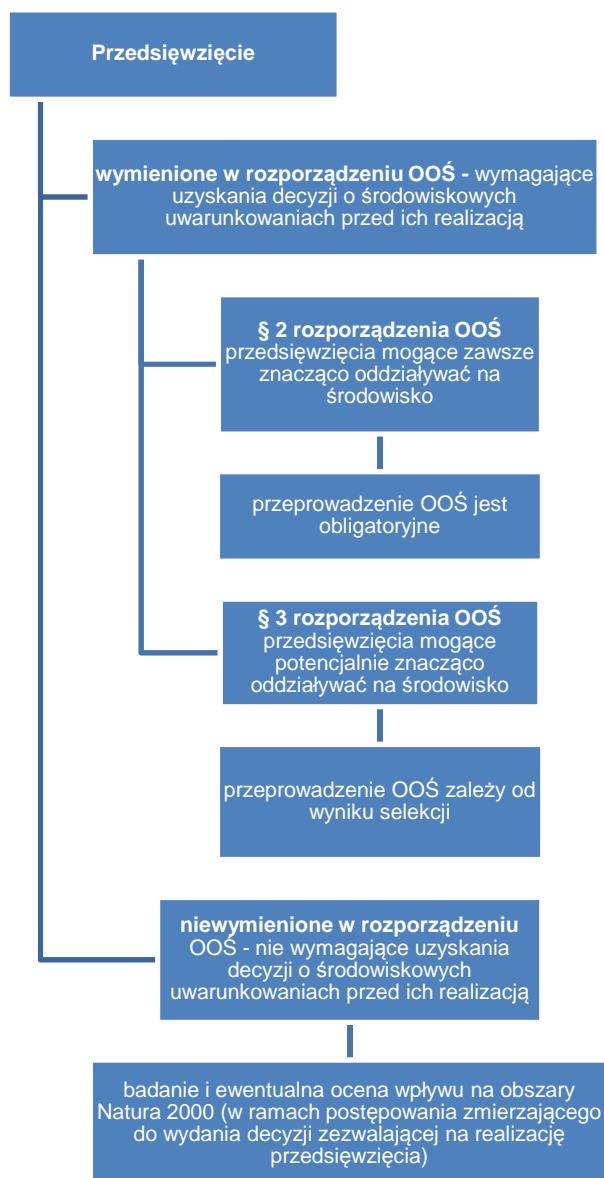 Przedsięwzięcie
wymienione w rozporządzeniu OOŚ - wymagające
uzyskania decyzji o środowiskowych
uwarunkowaniach przed ich realizacją
§ 2 rozporządzenia OOŚ
przedsięwzięcia mogące zawsze
znacząco oddziaływać na
środowisko
przeprowadzenie OOŚ jest
obligatoryjne
§ 3 rozporządzenia OOŚ
przedsięwzięcia mogące
potencjalnie znacząco
oddziaływać na środowisko
przeprowadzenie OOŚ zależy od
wyniku selekcji
niewymienione w rozporządzeniu
OOŚ - nie wymagające uzyskania
decyzji o środowiskowych
uwarunkowaniach przed ich realizacją
badanie i ewentualna ocena wpływu na obszary
Natura 2000 (w ramach postępowania zmierzającego
do wydania decyzji zezwalającej na realizację
przedsięwzięcia)